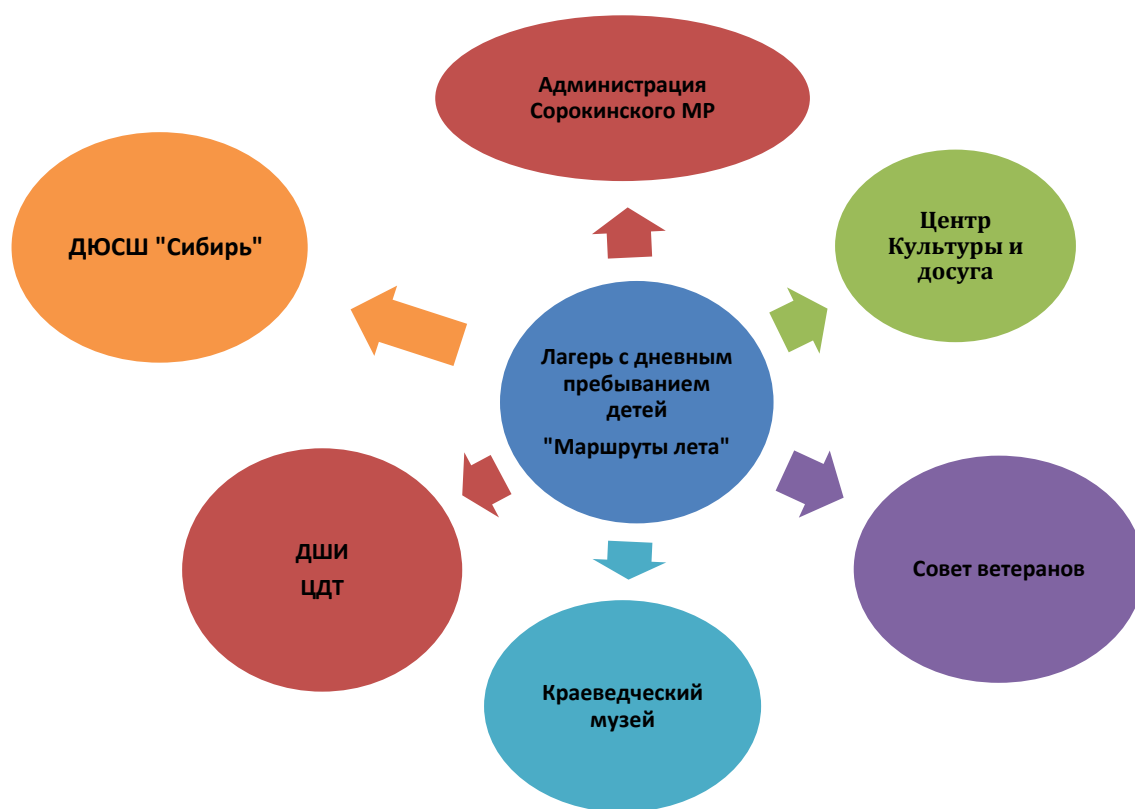 Администрация
Сорокинского МР
ДЮСШ "Сибирь"
Центр
Культуры и
досуга
Лагерь с дневным
пребыванием
детей
"Маршруты лета"
ДШИ
ЦДТ
Совет ветеранов
Краеведческий
музей